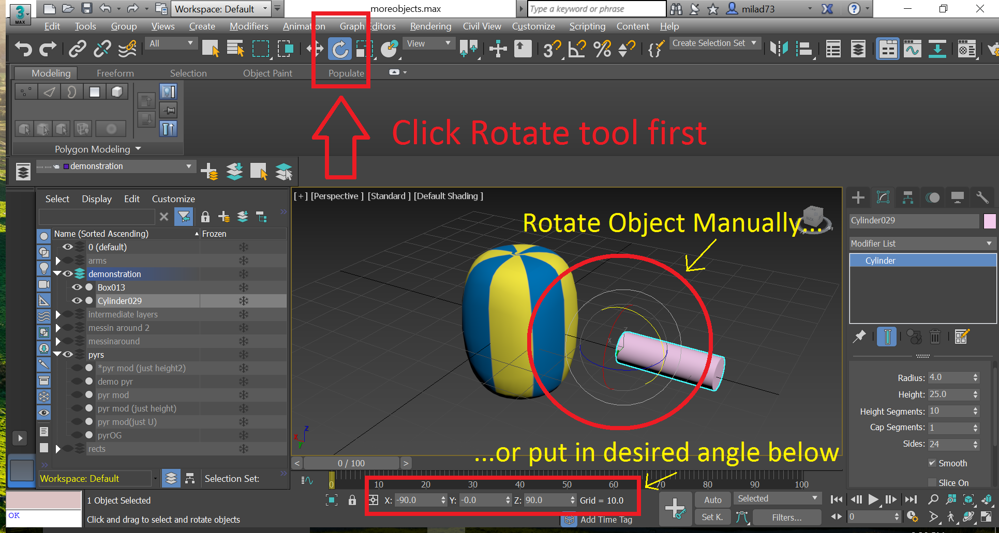 3
MAX
Workspace: Default
moreobjects.max
Type a keyword or phrase
milad73
Edit Tools Group Views Create Modifiers Animation Graph Editors Rendering Civil View Customize Scripting Content Help
All
View
3
Create Selection Set
Modeling Freeform Selection Object Paint Populate
Click Rotate tool first
Polygon Modeling
demonstration
Select Display Edit Customize
Name (Sorted Ascending) Frozen
0 (default)
arms
demonstration
Box013
Cylinder029
intermediate layers
messin around 2
messinaround
pyrs
*pyr mod (just height2)
demo pyr
pyr mod
pyr mod (just height)
pyr mod(just U)
pyrOG
rects
Workspace: Default
Selection Set:
[ + ] [Perspective ] [Standard ] [Default Shading ]
Rotate Object Manually...
z
x
z
x
y
...or put in desired angle below
Cylinder029
Modifier List
Cylinder
Radius: 4.0
Height: 25.0
Height Segments: 10
Cap Segments: 1
Sides: 24
Smooth
Slice On
< 0 / 100 >
0 10 20 30 40 50 60 70 80 90 100
1 Object Selected
X: -90.0 Y: -0.0 Z: 90.0 Grid = 10.0
Auto Selected
OK
Click and drag to select and rotate objects
Add Time Tag
Set K. Filters...
0